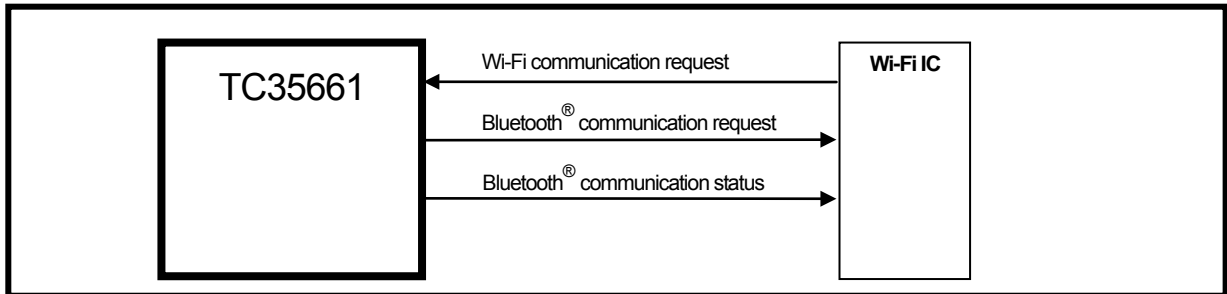 TC35661
Wi-Fi communication request
Wi-Fi IC
Bluetooth® communication request
Bluetooth® communication status